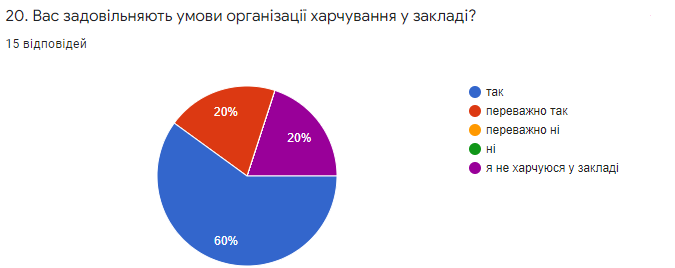 20. Вас задовільняють умови організації харчування у закладі?
15 відповідей
так
переважно так
переважно ні
ні
я не харчуюся у закладі
20%
20%
60%